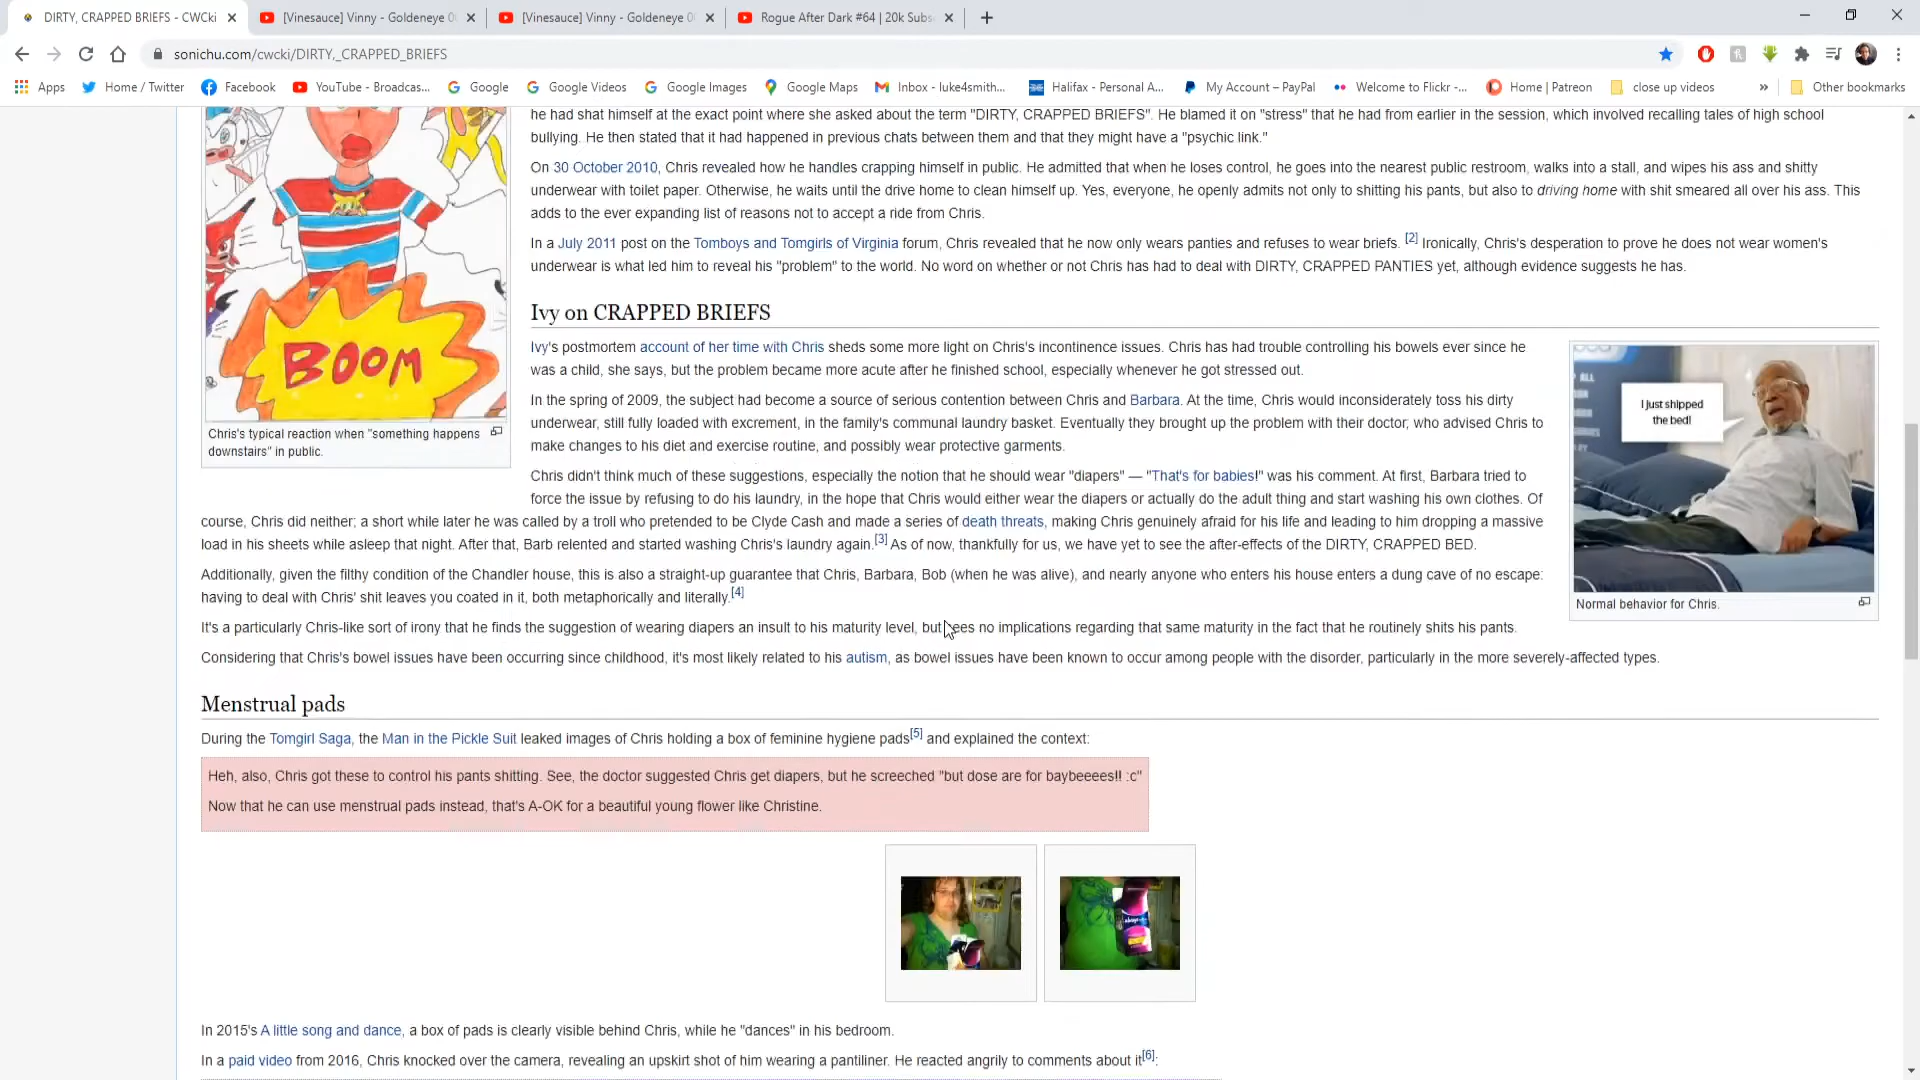 DIRTY, CRAPPED BRIEFS - CWCki
[Vinesauce] Vinny - Goldeneye 0
[Vinesauce] Vinny - Goldeneye 0
Rogue After Dark #64 | 20k Subs
sonichu.com/cwcki/DIRTY,_CRAPPED_BRIEFS
Apps
Home / Twitter
Facebook
YouTube - Broadcas...
Google
Google Videos
Google Images
Google Maps
Inbox - luke4smith...
Halifax - Personal A...
My Account – PayPal
Welcome to Flickr -...
Home | Patreon
close up videos
»
Other bookmarks
he had shat himself at the exact point where she asked about the term "DIRTY, CRAPPED BRIEFS". He blamed it on "stress" that he had from earlier in the session, which involved recalling tales of high school
bullying. He then stated that it had happened in previous chats between them and that they might have a "psychic link."
On 30 October 2010, Chris revealed how he handles crapping himself in public. He admitted that when he loses control, he goes into the nearest public restroom, walks into a stall, and wipes his ass and shitty
underwear with toilet paper. Otherwise, he waits until the drive home to clean himself up. Yes, everyone, he openly admits not only to shitting his pants, but also to driving home with shit smeared all over his ass. This
adds to the ever expanding list of reasons not to accept a ride from Chris.
In a July 2011 post on the Tomboys and Tomgirls of Virginia forum, Chris revealed that he now only wears panties and refuses to wear briefs. [2] Ironically, Chris's desperation to prove he does not wear women's
underwear is what led him to reveal his "problem" to the world. No word on whether or not Chris has had to deal with DIRTY, CRAPPED PANTIES yet, although evidence suggests he has.
BOOM
Chris's typical reaction when "something happens
downstairs" in public.
Ivy on CRAPPED BRIEFS
Ivy's postmortem account of her time with Chris sheds some more light on Chris's incontinence issues. Chris has had trouble controlling his bowels ever since he
was a child, she says, but the problem became more acute after he finished school, especially whenever he got stressed out.
In the spring of 2009, the subject had become a source of serious contention between Chris and Barbara. At the time, Chris would inconsiderately toss his dirty
underwear, still fully loaded with excrement, in the family's communal laundry basket. Eventually they brought up the problem with their doctor, who advised Chris to
make changes to his diet and exercise routine, and possibly wear protective garments.
Chris didn't think much of these suggestions, especially the notion that he should wear "diapers" — "That's for babies!" was his comment. At first, Barbara tried to
force the issue by refusing to do his laundry, in the hope that Chris would either wear the diapers or actually do the adult thing and start washing his own clothes. Of
course, Chris did neither; a short while later he was called by a troll who pretended to be Clyde Cash and made a series of death threats, making Chris genuinely afraid for his life and leading to him dropping a massive
load in his sheets while asleep that night. After that, Barb relented and started washing Chris's laundry again.[3] As of now, thankfully for us, we have yet to see the after-effects of the DIRTY, CRAPPED BED.
ALL
I just shipped
the bed!
Normal behavior for Chris.
Additionally, given the filthy condition of the Chandler house, this is also a straight-up guarantee that Chris, Barbara, Bob (when he was alive), and nearly anyone who enters his house enters a dung cave of no escape:
having to deal with Chris' shit leaves you coated in it, both metaphorically and literally.[4]
It's a particularly Chris-like sort of irony that he finds the suggestion of wearing diapers an insult to his maturity level, but sees no implications regarding that same maturity in the fact that he routinely shits his pants.
Considering that Chris's bowel issues have been occurring since childhood, it's most likely related to his autism, as bowel issues have been known to occur among people with the disorder, particularly in the more severely-affected types.
Menstrual pads
During the Tomgirl Saga, the Man in the Pickle Suit leaked images of Chris holding a box of feminine hygiene pads[5] and explained the context:
Heh, also, Chris got these to control his pants shitting. See, the doctor suggested Chris get diapers, but he screeched "but dose are for baybeeees!! :c"
Now that he can use menstrual pads instead, that's A-OK for a beautiful young flower like Christine.
always
In 2015's A little song and dance, a box of pads is clearly visible behind Chris, while he "dances" in his bedroom.
In a paid video from 2016, Chris knocked over the camera, revealing an upskirt shot of him wearing a pantiliner. He reacted angrily to comments about it[6]: